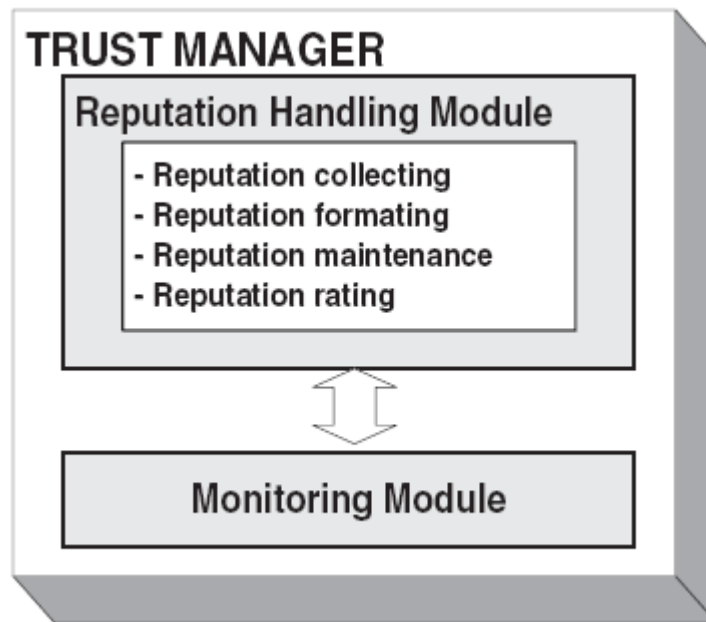 TRUST MANAGER
Reputation Handling Module
- Reputation collecting
- Reputation formating
- Reputation maintenance
- Reputation rating
Monitoring Module